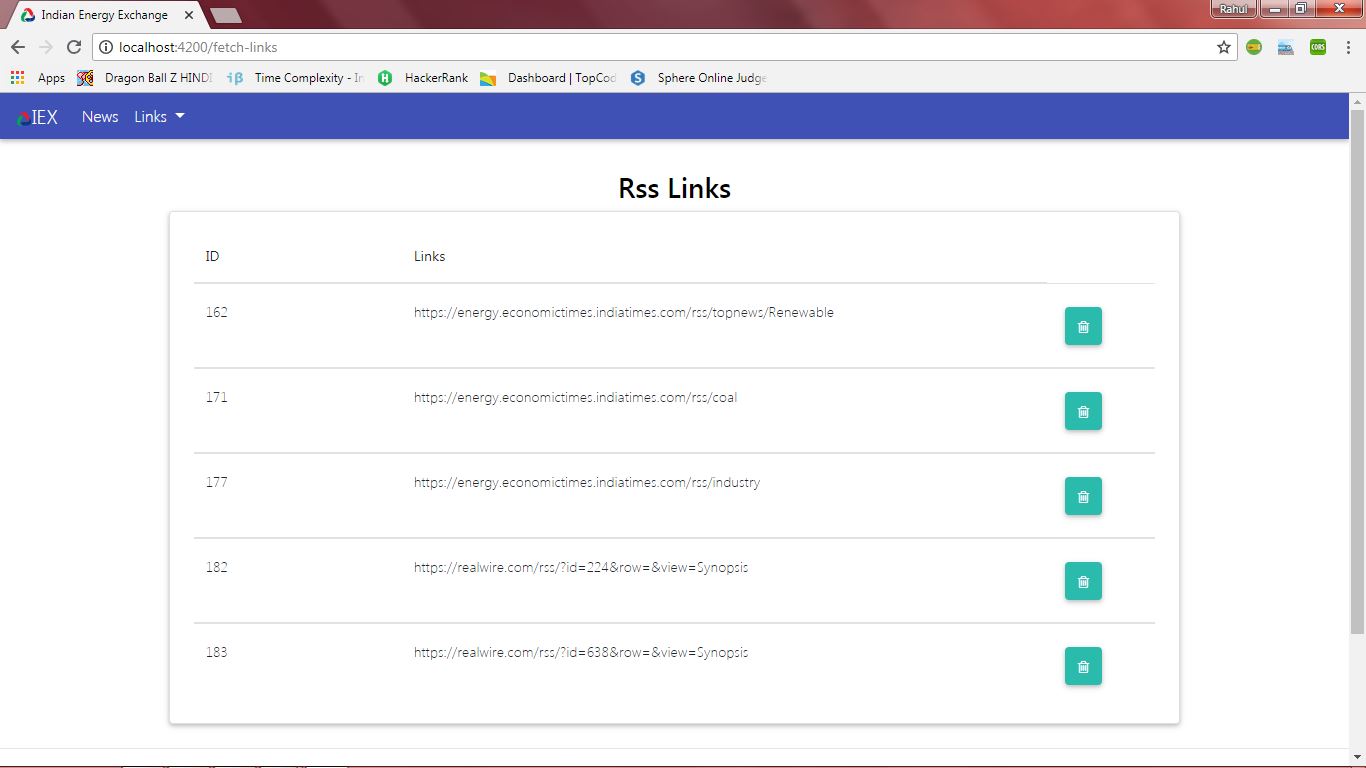 Indian Energy Exchange
Rahul
localhost:4200/fetch-links
CORS
Apps Dragon Ball Z HINDI Time Complexity - In HackerRank Dashboard | TopCod Sphere Online Judge
IEX News Links
Rss Links
ID Links
162 https://energy.economictimes.indiatimes.com/rss/topnews/Renewable
171 https://energy.economictimes.indiatimes.com/rss/coal
177 https://energy.economictimes.indiatimes.com/rss/industry
182 https://realwire.com/rss/?id=224&row=&view=Synopsis
183 https://realwire.com/rss/?id=638&row=&view=Synopsis